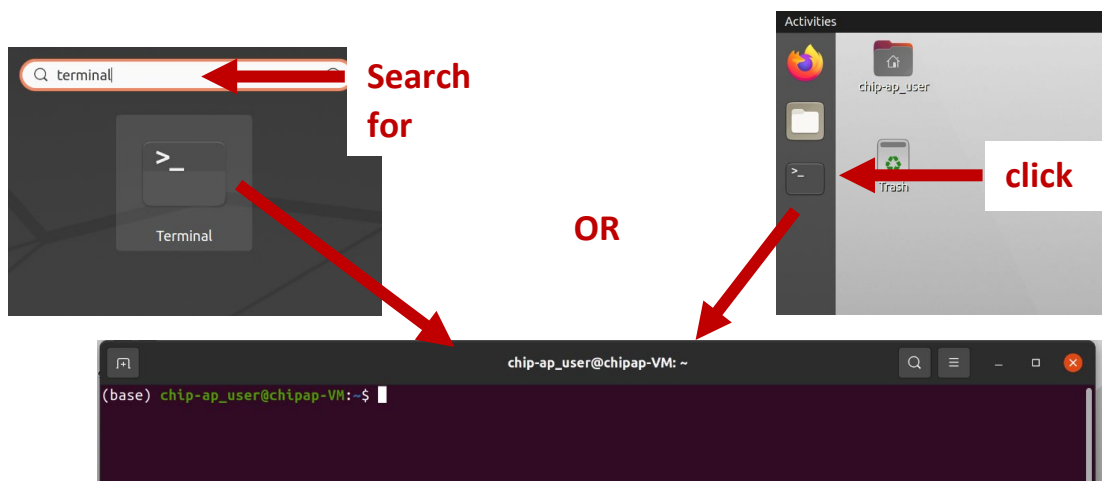 terminal
Search
for
>_
Terminal
OR
Activities
chip-ap_user
>_
Trash
click
chip-ap_user@chipap-VM: ~
(base) chip-ap_user@chipap-VM:~$